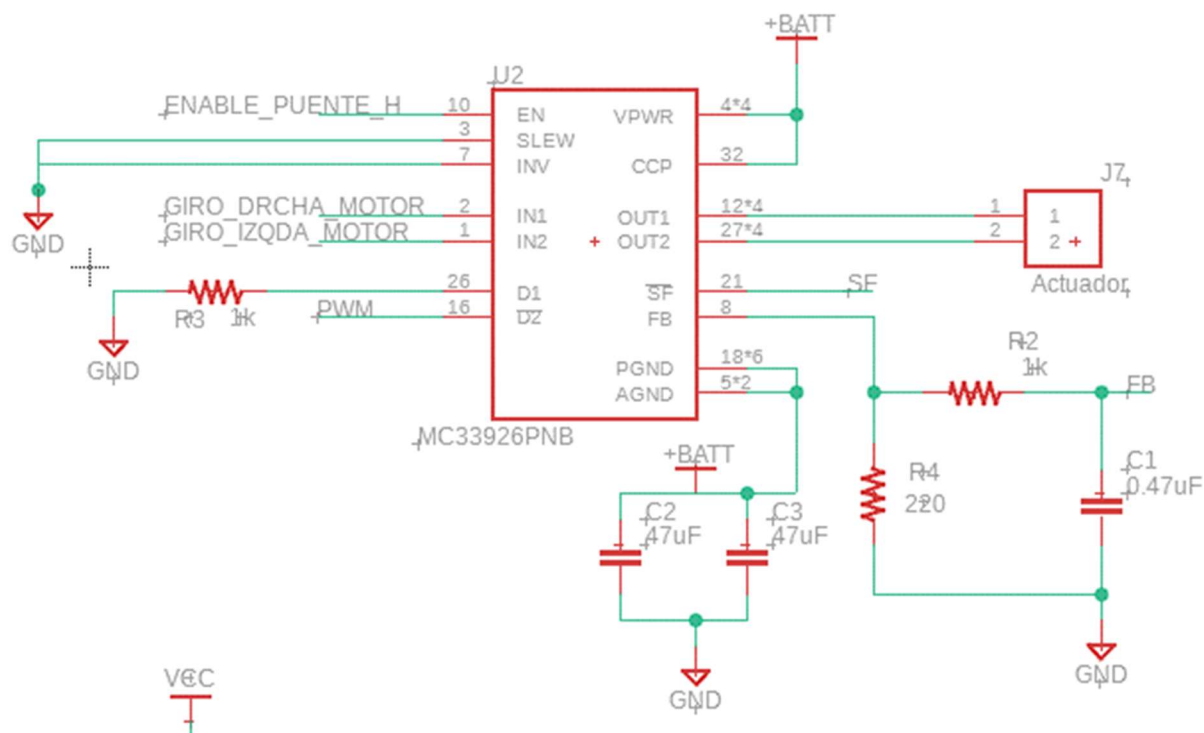 +BATT
U2
ENABLE_PUENTE_H 10 EN VPWR 4*4
3 SLEW
7 INV CCP 32
J7
GIRO_DRCHA_MOTOR 2 IN1 OUT1 12*4 1 1
GIRO_IZQDA_MOTOR 1 IN2 OUT2 27*4 2 2
GND
Actuador
26 D1 SF 21 SF
R3 1k PWM 16 D2 FB 8
GND
R2
1k
PGND 18*6
AGND 5*2
FB
MC33926PNB
+BATT
C1
0.47uF
R4
220
C2
47uF
C3
47uF
GND
GND
VCC